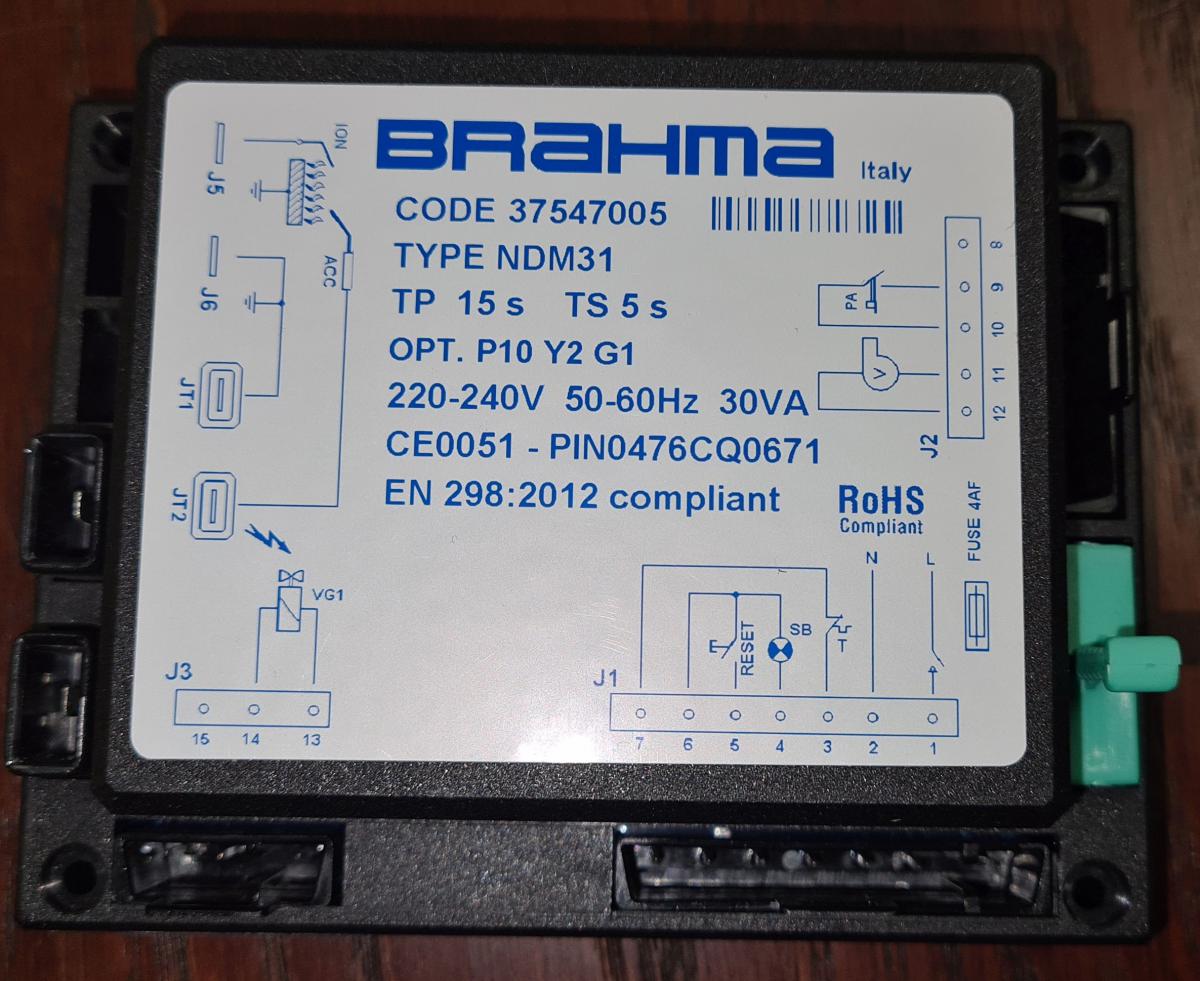 BRAHMA
Italy
CODE 37547005
TYPE NDM31
TP 15 s TS 5 s
OPT. P10 Y2 G1
220-240V 50-60Hz 30VA
CE0051 - PIN0476CQ0671
EN 298:2012 compliant
RoHS
Compliant
ION
J5
J6
ACC
JT1
JT2
VG1
J3
15 14 13
8
9
10
11
12
PA
V
J2
FUSE 4AF
N L
RESET
SB
T
J1
7 6 5 4 3 2 1